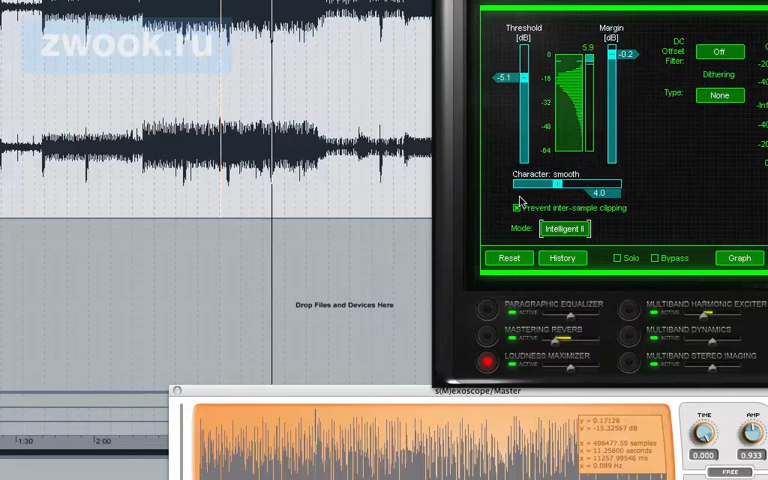 zwook.ru
Threshold
[dB]
Margin
[dB]
5.9
0
-16
-32
-48
-64
-5.1
-0.2
DC
Offset
Filter:
Off
Dithering
Type:
None
Character: smooth
4.0
Prevent inter-sample clipping
Mode:
Intelligent II
Reset
History
Solo
Bypass
Graph
PARAGRAPHIC EQUALIZER
ACTIVE
MULTIBAND HARMONIC EXCITER
ACTIVE
MASTERING REVERB
ACTIVE
MULTIBAND DYNAMICS
ACTIVE
LOUDNESS MAXIMIZER
ACTIVE
MULTIBAND STEREO IMAGING
ACTIVE
Drop Files and Devices Here
1:30
2:00
s(M)exoscope/Master
y = 0.17128
y = -15.32567 dB
x = 496477.59 samples
x = 11.25800 seconds
x = 11257.99546 ms
x = 0.089 Hz
TIME
AMP
0.000
0.933
FREE